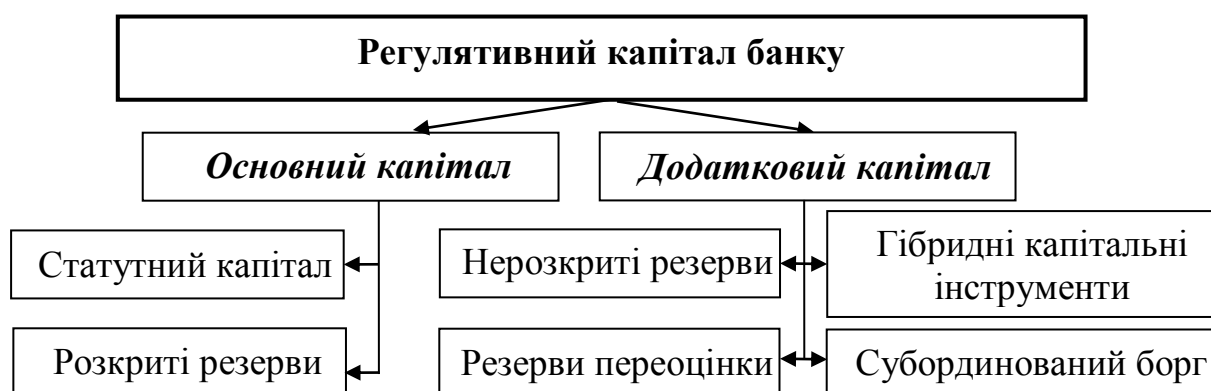 Регулятивний капітал банку
Основний капітал
Додатковий капітал
Статутний капітал
Нерозкриті резерви
Гібридні капітальні
інструменти
Розкриті резерви
Резерви переоцінки
Субординований борг